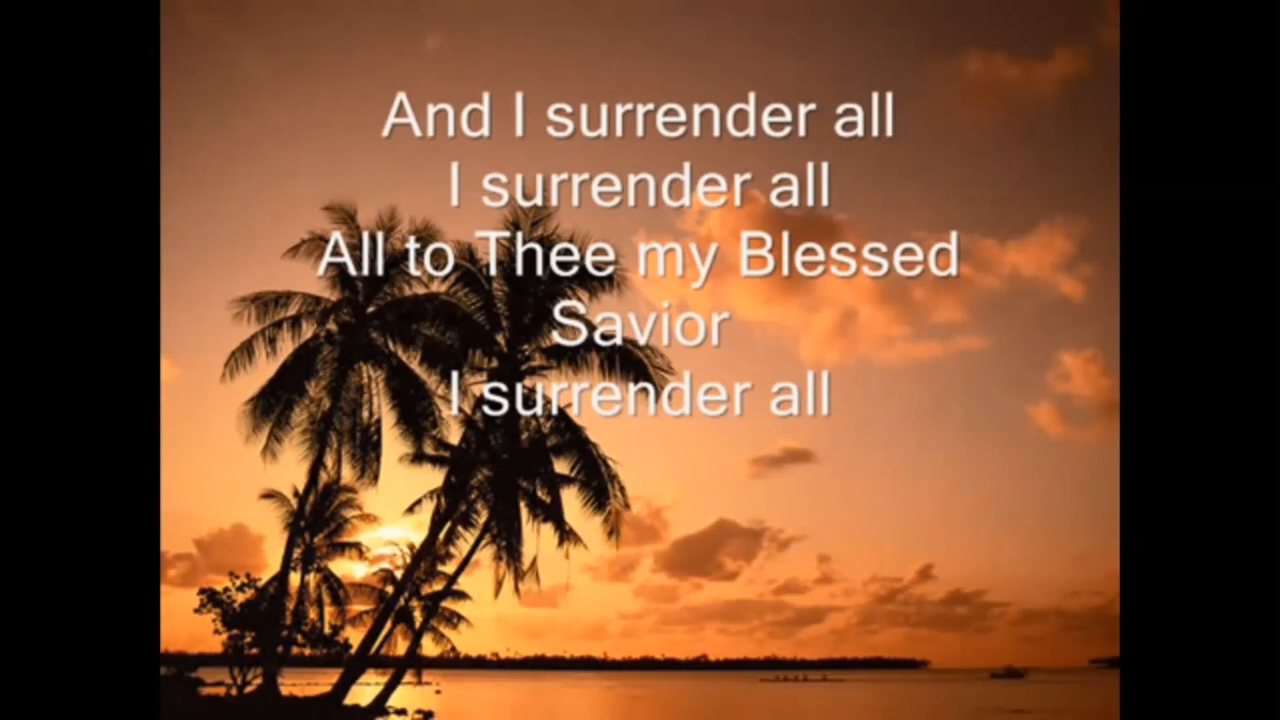 And I surrender all
I surrender all
All to Thee my Blessed
Savior
I surrender all